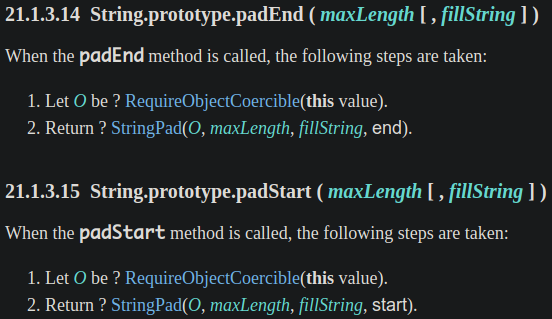 21.1.3.14 String.prototype.padEnd ( maxLength [ , fillString ] )
When the padEnd method is called, the following steps are taken:
1. Let O be ? RequireObjectCoercible(this value).
2. Return ? StringPad(O, maxLength, fillString, end).
21.1.3.15 String.prototype.padStart ( maxLength [ , fillString ] )
When the padStart method is called, the following steps are taken:
1. Let O be ? RequireObjectCoercible(this value).
2. Return ? StringPad(O, maxLength, fillString, start).